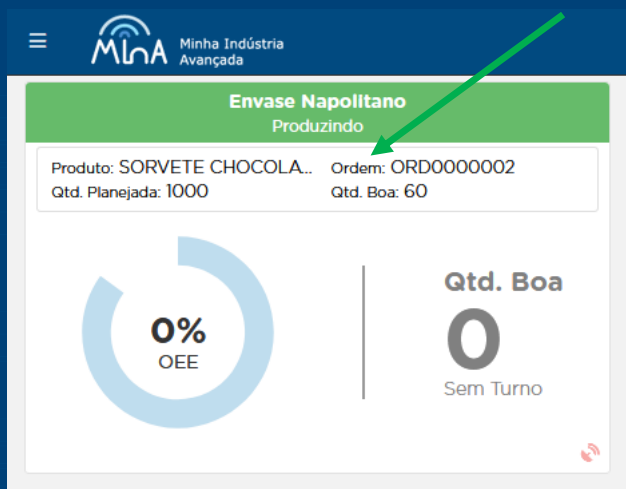 MInA Minha Indústria
Avançada
Envase Napolitano
Produzindo
Produto: SORVETE CHOCOLA... Ordem: ORD0000002
Qtd. Planejada: 1000 Qtd. Boa: 60
0%
OEE
Qtd. Boa
0
Sem Turno